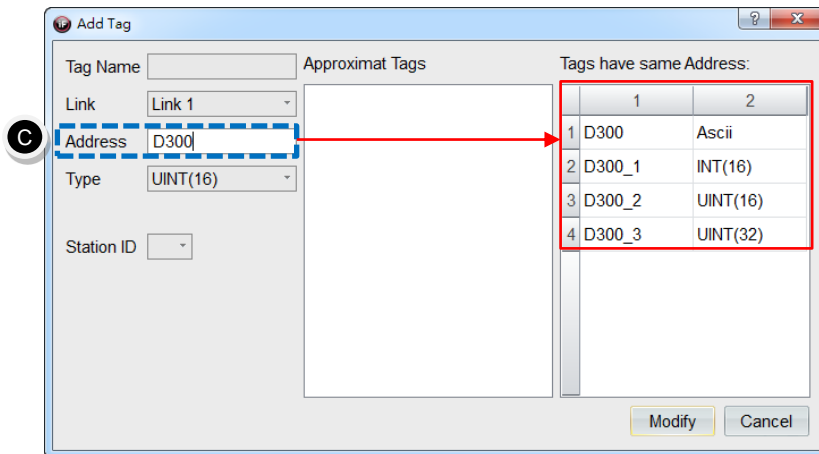 iF Add Tag ? X
Tag Name
Approximat Tags
Tags have same Address:
Link Link 1
1 2
C
Address D300
1 D300 Ascii
2 D300_1 INT(16)
Type UINT(16)
3 D300_2 UINT(16)
4 D300_3 UINT(32)
Station ID
Modify Cancel